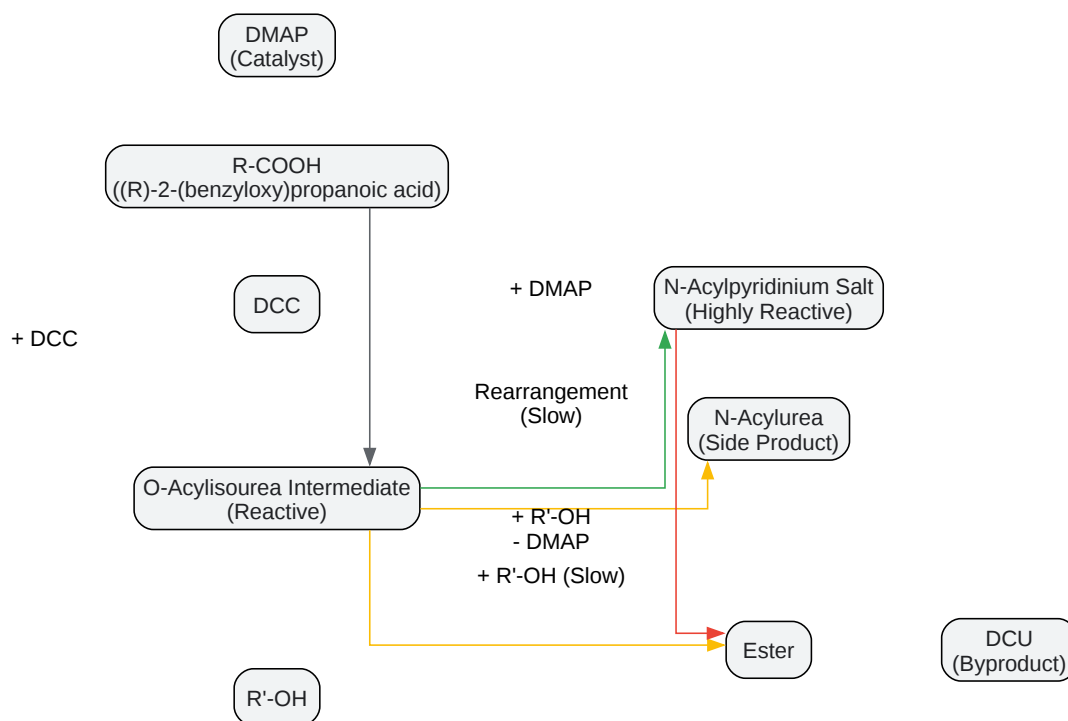 DMAP
(Catalyst)
R-COOH
((R)-2-(benzyloxy)propanoic acid)
DCC
+ DMAP
N-Acylpyridinium Salt
(Highly Reactive)
+ DCC
Rearrangement
(Slow)
N-Acylurea
(Side Product)
O-Acylisourea Intermediate
(Reactive)
+ R'-OH
- DMAP
+ R'-OH (Slow)
Ester
DCU
(Byproduct)
R'-OH